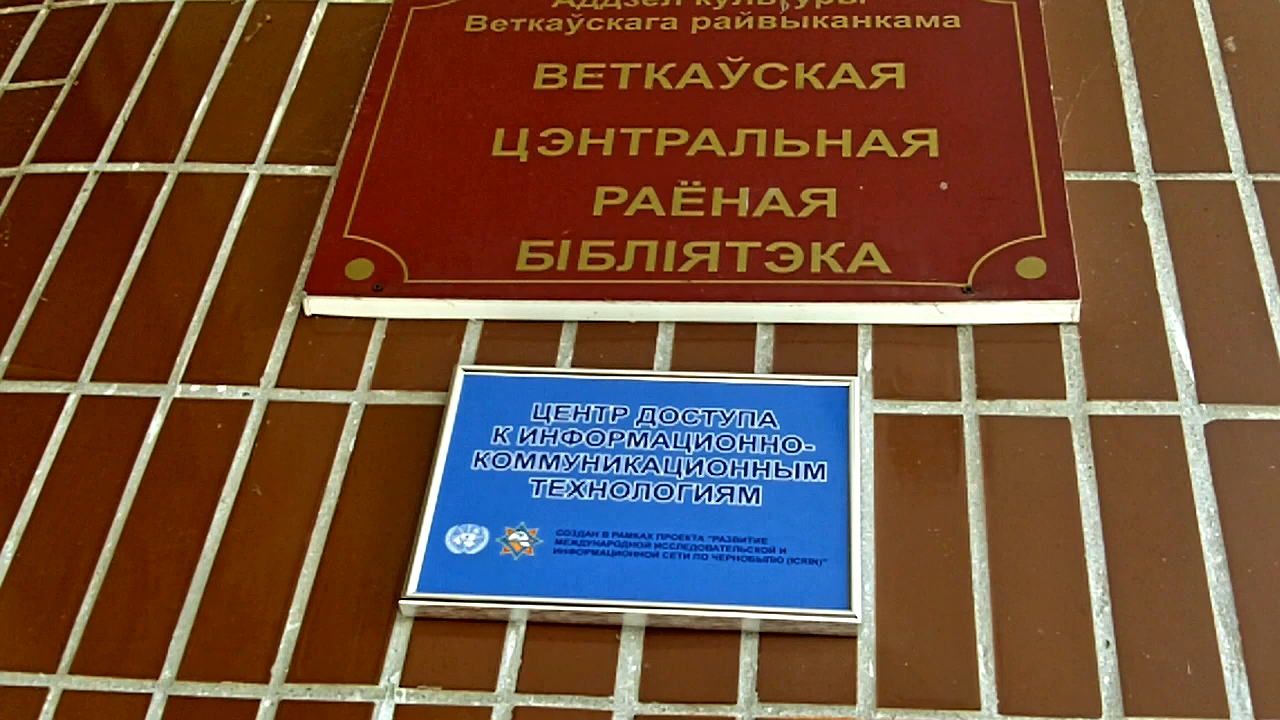 Аддзел культуры
Веткаўскага райвыканкама
ВЕТКАЎСКАЯ
ЦЭНТРАЛЬНАЯ
РАЁНАЯ
БІБЛІЯТЭКА
ЦЕНТР ДОСТУПА
К ИНФОРМАЦИОННО-
КОММУНИКАЦИОННЫМ
ТЕХНОЛОГИЯМ
СОЗДАН В РАМКАХ ПРОЕКТА "РАЗВИТИЕ
МЕЖДУНАРОДНОЙ ИССЛЕДОВАТЕЛЬСКОЙ И
ИНФОРМАЦИОННОЙ СЕТИ ПО ЧЕРНОБЫЛЮ (ICRIN)"